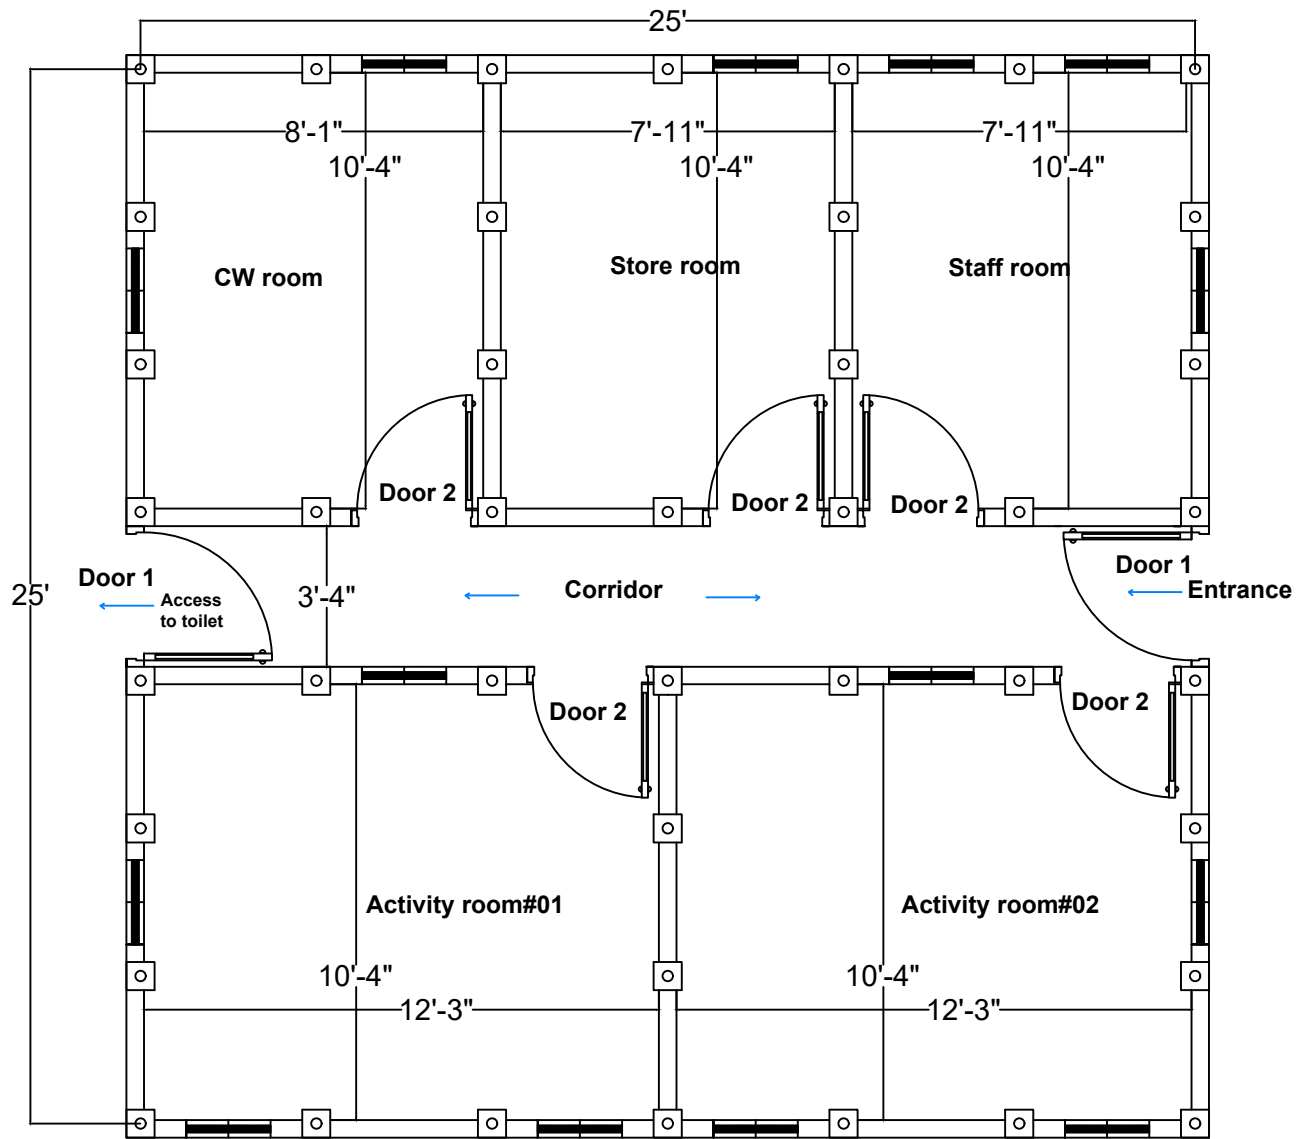 25'
8'-1"
7'-11"
7'-11"
10'-4"
10'-4"
10'-4"
CW room
Store room
Staff room
Door 2
Door 2
Door 2
Door 1
Access
to toilet
25'
3'-4"
Corridor
Door 1
Entrance
Door 2
Door 2
Activity room#01
Activity room#02
10'-4"
10'-4"
12'-3"
12'-3"